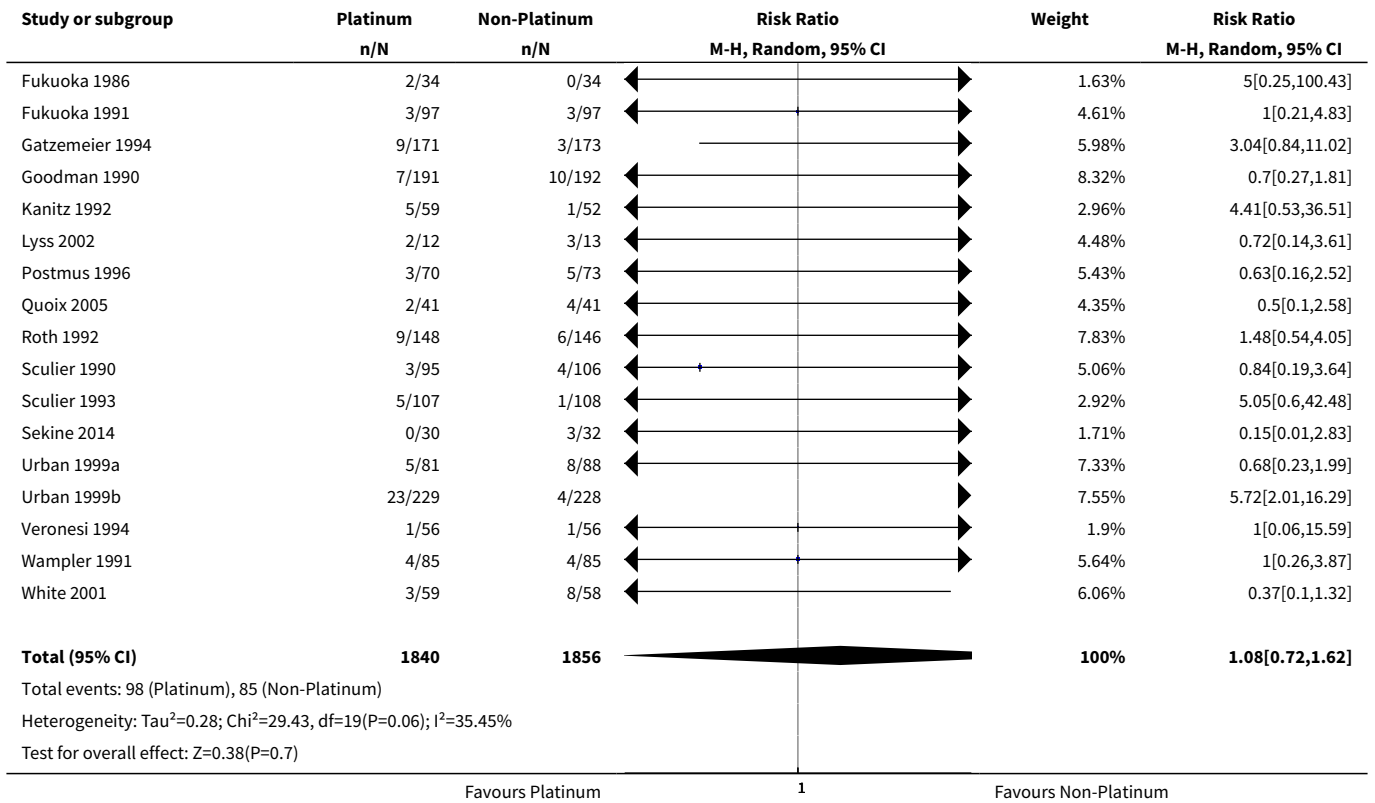 Study or subgroup Platinum Non-Platinum Risk Ratio Weight Risk Ratio
n/N n/N M-H, Random, 95% CI M-H, Random, 95% CI
Fukuoka 1986 2/34 0/34 1.63% 5[0.25,100.43]
Fukuoka 1991 3/97 3/97 4.61% 1[0.21,4.83]
Gatzemeier 1994 9/171 3/173 5.98% 3.04[0.84,11.02]
Goodman 1990 7/191 10/192 8.32% 0.7[0.27,1.81]
Kanitz 1992 5/59 1/52 2.96% 4.41[0.53,36.51]
Lyss 2002 2/12 3/13 4.48% 0.72[0.14,3.61]
Postmus 1996 3/70 5/73 5.43% 0.63[0.16,2.52]
Quoix 2005 2/41 4/41 4.35% 0.5[0.1,2.58]
Roth 1992 9/148 6/146 7.83% 1.48[0.54,4.05]
Sculier 1990 3/95 4/106 5.06% 0.84[0.19,3.64]
Sculier 1993 5/107 1/108 2.92% 5.05[0.6,42.48]
Sekine 2014 0/30 3/32 1.71% 0.15[0.01,2.83]
Urban 1999a 5/81 8/88 7.33% 0.68[0.23,1.99]
Urban 1999b 23/229 4/228 7.55% 5.72[2.01,16.29]
Veronesi 1994 1/56 1/56 1.9% 1[0.06,15.59]
Wampler 1991 4/85 4/85 5.64% 1[0.26,3.87]
White 2001 3/59 8/58 6.06% 0.37[0.1,1.32]
Total (95% CI) 1840 1856 100% 1.08[0.72,1.62]
Total events: 98 (Platinum), 85 (Non-Platinum)
Heterogeneity: Tau²=0.28; Chi²=29.43, df=19(P=0.06); I²=35.45%
Test for overall effect: Z=0.38(P=0.7)
Favours Platinum 1 Favours Non-Platinum